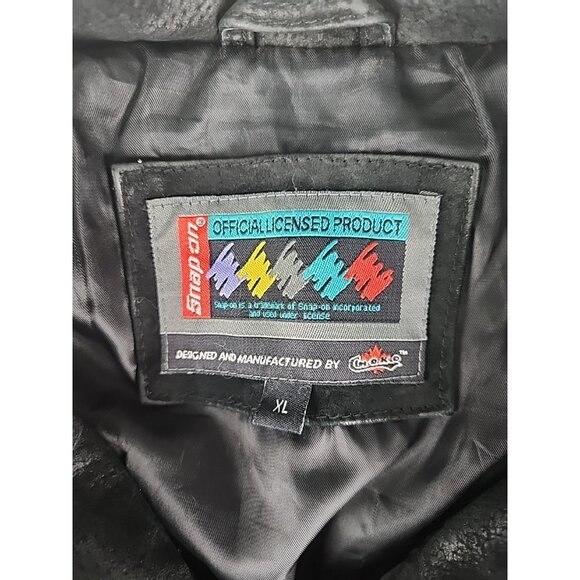 Snap-on®
OFFICIAL LICENSED PRODUCT
Snap-on is a trademark of Snap-on incorporated
and used under license
DESIGNED AND MANUFACTURED BY
™
XL